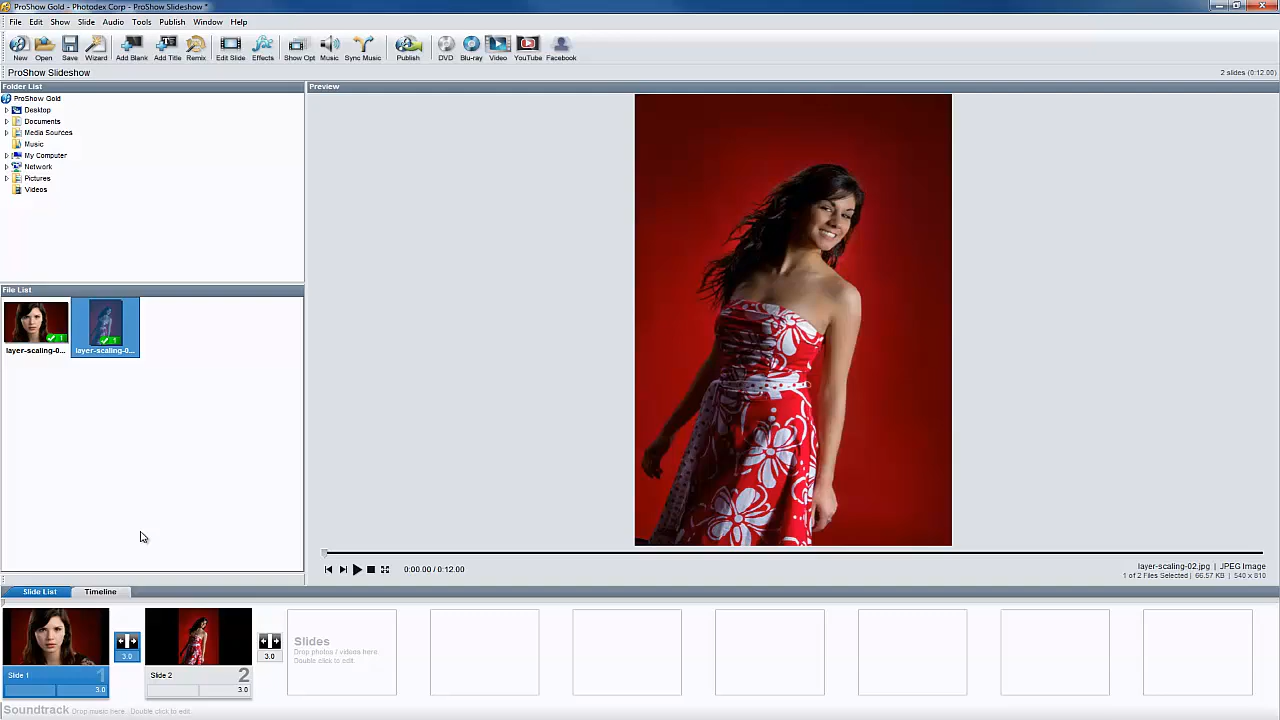 ProShow Gold - Photodex Corp - ProShow Slideshow *
File Edit Show Slide Audio Tools Publish Window Help
New Open Save Wizard Add Blank Add Title Remix Edit Slide Effects Show Opt Music Sync Music Publish DVD Blu-ray Video YouTube Facebook
ProShow Slideshow 2 slides (0:12.00)
Folder List Preview
ProShow Gold
Desktop
Documents
Media Sources
Music
My Computer
Network
Pictures
Videos
File List
1 1
layer-scaling-0... layer-scaling-0...
0:00.00 / 0:12.00
layer-scaling-02.jpg | JPEG Image
1 of 2 Files Selected | 66.57 KB | 540 x 810
Slide List Timeline
Slides
Drop photos / videos here.
Double click to edit.
3.0 3.0
Slide 1 1 Slide 2 2
3.0 3.0
Soundtrack Drop music here. Double click to edit.